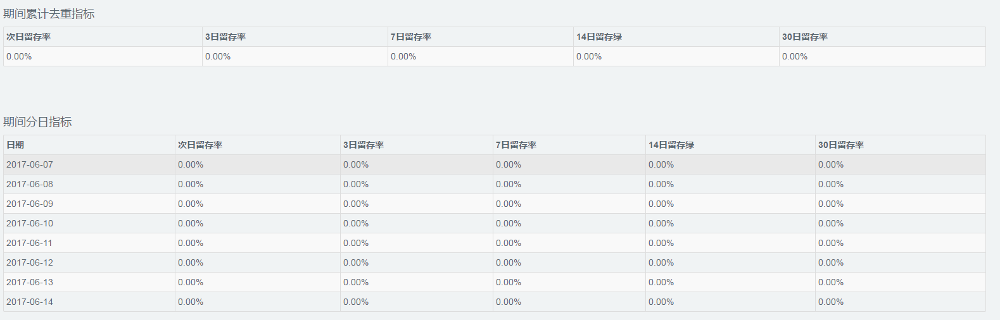 期间累计去重指标
次日留存率 3日留存率 7日留存率 14日留存绿 30日留存率
0.00% 0.00% 0.00% 0.00% 0.00%
期间分日指标
日期 次日留存率 3日留存率 7日留存率 14日留存绿 30日留存率
2017-06-07 0.00% 0.00% 0.00% 0.00% 0.00%
2017-06-08 0.00% 0.00% 0.00% 0.00% 0.00%
2017-06-09 0.00% 0.00% 0.00% 0.00% 0.00%
2017-06-10 0.00% 0.00% 0.00% 0.00% 0.00%
2017-06-11 0.00% 0.00% 0.00% 0.00% 0.00%
2017-06-12 0.00% 0.00% 0.00% 0.00% 0.00%
2017-06-13 0.00% 0.00% 0.00% 0.00% 0.00%
2017-06-14 0.00% 0.00% 0.00% 0.00% 0.00%